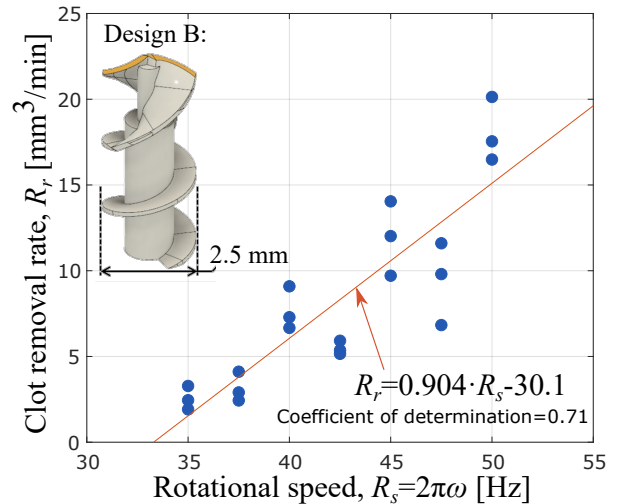 25
20
15
10
5
0
30
35
40
45
50
55
Clot removal rate, Rᵣ [mm³/min]
Design B:
2.5 mm
Rᵣ=0.904·Rₛ-30.1
Coefficient of determination=0.71
Rotational speed, Rₛ=2πω [Hz]